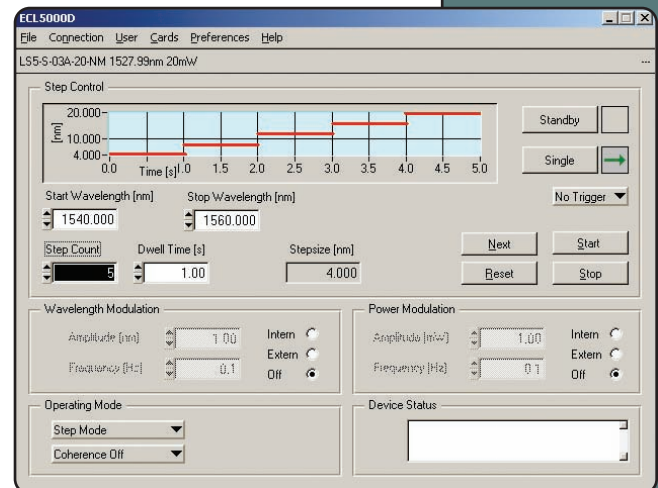 ECL5000D
File Connection User Cards Preferences Help
LS5-S-03A-20-NM 1527.99nm 20mW ...
Step Control
20.000
[nm]
10.000
4.000
0.0 Time [s] 1.0 1.5 2.0 2.5 3.0 3.5 4.0 4.5 5.0
Standby
Single
No Trigger
Start Wavelength [nm] Stop Wavelength [nm]
1540.000 1560.000
Step Count Dwell Time [s] Stepsize [nm]
5 1.00 4.000
Next Start
Reset Stop
Wavelength Modulation
Amplitude [nm] 1.00 Intern
Extern
Frequency [Hz] 0.1 Off
Power Modulation
Amplitude [mW] 1.00 Intern
Extern
Frequency [Hz] 0.1 Off
Operating Mode
Step Mode
Coherence Off
Device Status